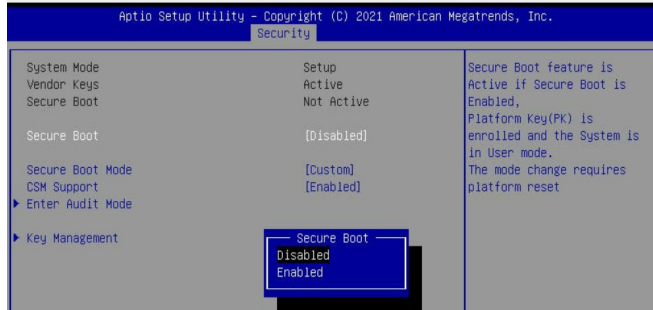 Aptio Setup Utility – Copyright (C) 2021 American Megatrends, Inc.
Security
System Mode Setup
Vendor Keys Active
Secure Boot Not Active
Secure Boot [Disabled]
Secure Boot Mode [Custom]
CSM Support [Enabled]
Enter Audit Mode
Key Management
Secure Boot
Disabled
Enabled
Secure Boot feature is
Active if Secure Boot is
Enabled,
Platform Key(PK) is
enrolled and the System is
in User mode.
The mode change requires
platform reset